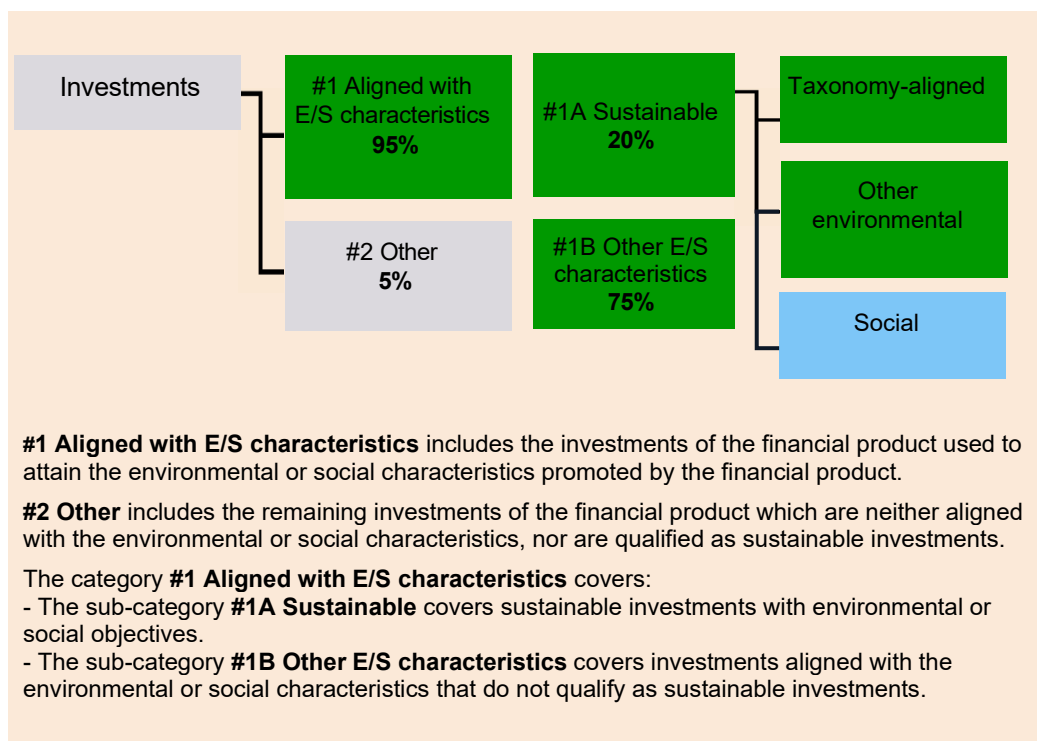 Investments
#1 Aligned with
E/S characteristics
95%
#2 Other
5%
#1A Sustainable
20%
#1B Other E/S
characteristics
75%
Taxonomy-aligned
Other
environmental
Social
#1 Aligned with E/S characteristics includes the investments of the financial product used to
attain the environmental or social characteristics promoted by the financial product.
#2 Other includes the remaining investments of the financial product which are neither aligned
with the environmental or social characteristics, nor are qualified as sustainable investments.
The category #1 Aligned with E/S characteristics covers:
- The sub-category #1A Sustainable covers sustainable investments with environmental or
social objectives.
- The sub-category #1B Other E/S characteristics covers investments aligned with the
environmental or social characteristics that do not qualify as sustainable investments.